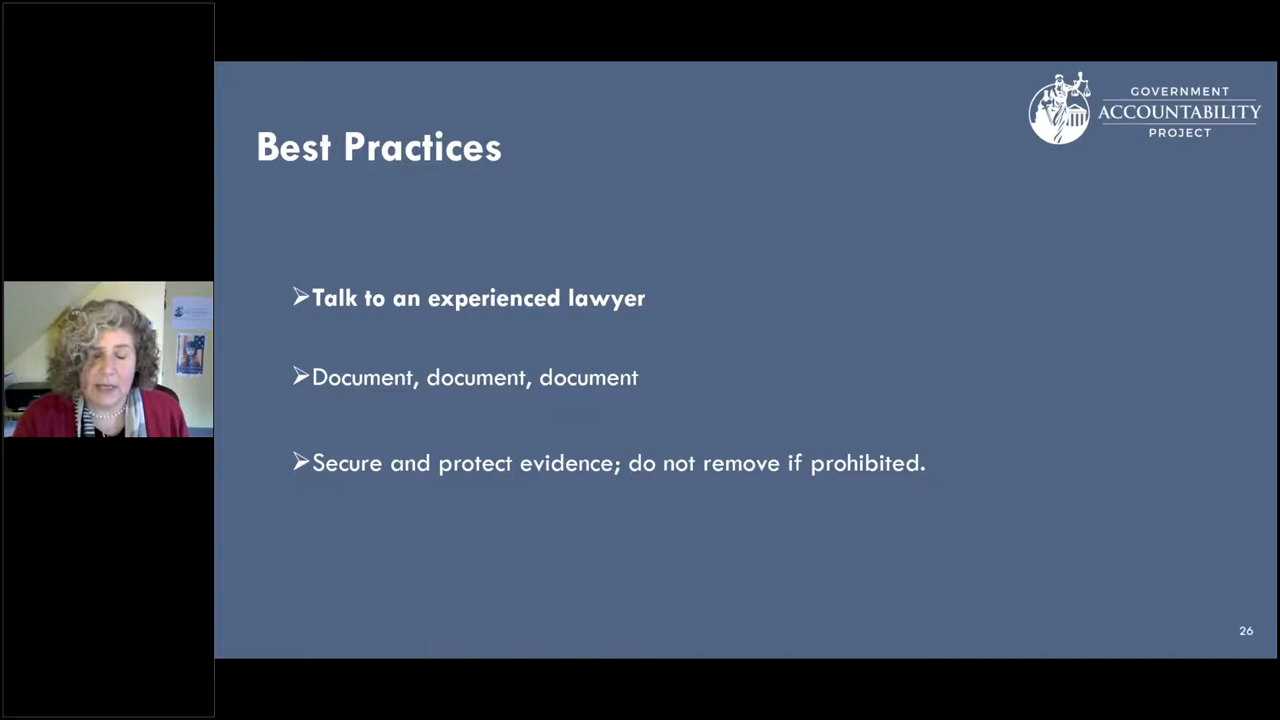 GOVERNMENT
ACCOUNTABILITY
PROJECT
Best Practices
➢Talk to an experienced lawyer
➢Document, document, document
➢Secure and protect evidence; do not remove if prohibited.
26